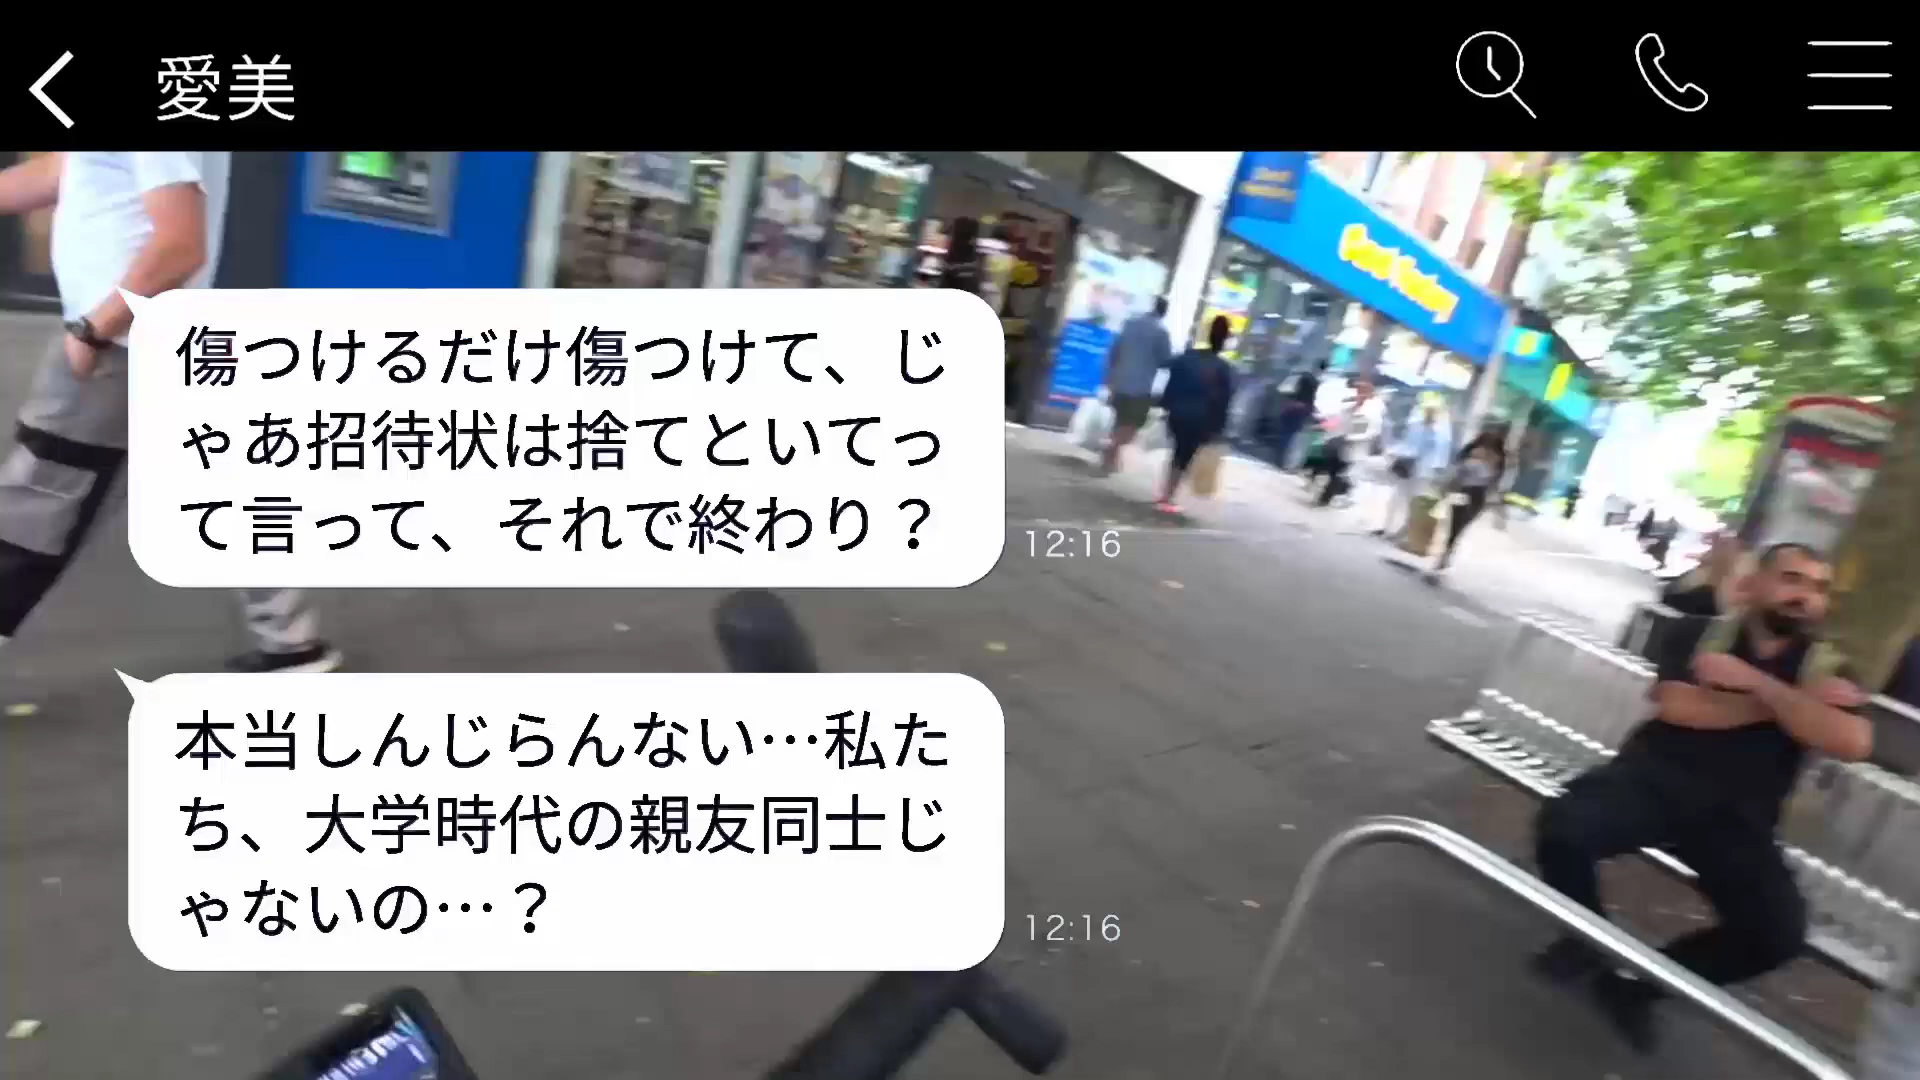 愛美
傷つけるだけ傷つけて、じ
ゃあ招待状は捨てといてっ
て言って、それで終わり？
12:16
本当しんじらんない…私た
ち、大学時代の親友同士じ
ゃないの…？
12:16